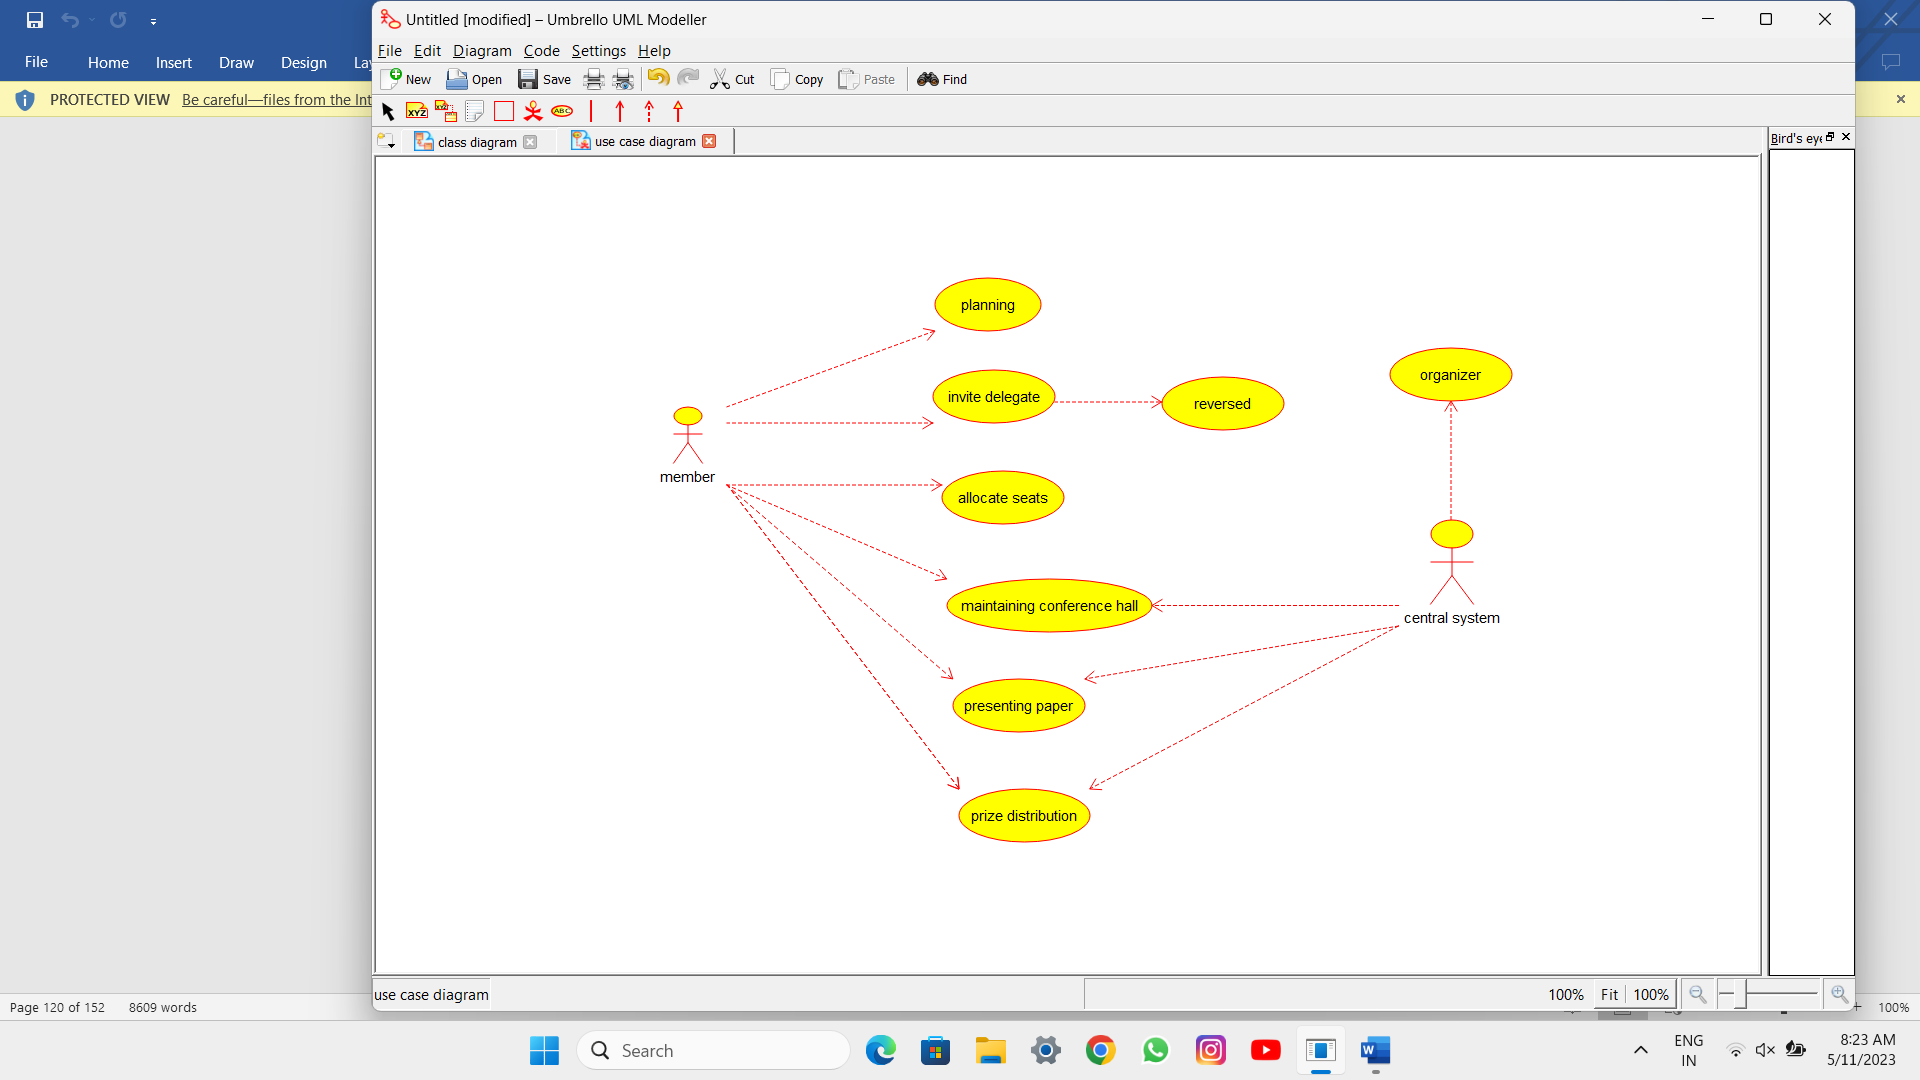 Untitled [modified] – Umbrello UML Modeller
File Edit Diagram Code Settings Help
File Home Insert Draw Design
New Open Save Cut Copy Paste Find
PROTECTED VIEW Be careful—files from the Int
XYZ XYZ ABC
class diagram use case diagram
Bird's eye
planning
organizer
invite delegate
reversed
member
allocate seats
maintaining conference hall
central system
presenting paper
prize distribution
use case diagram 100% Fit 100%
Page 120 of 152 8609 words 100%
Search
ENG
IN
8:23 AM
5/11/2023